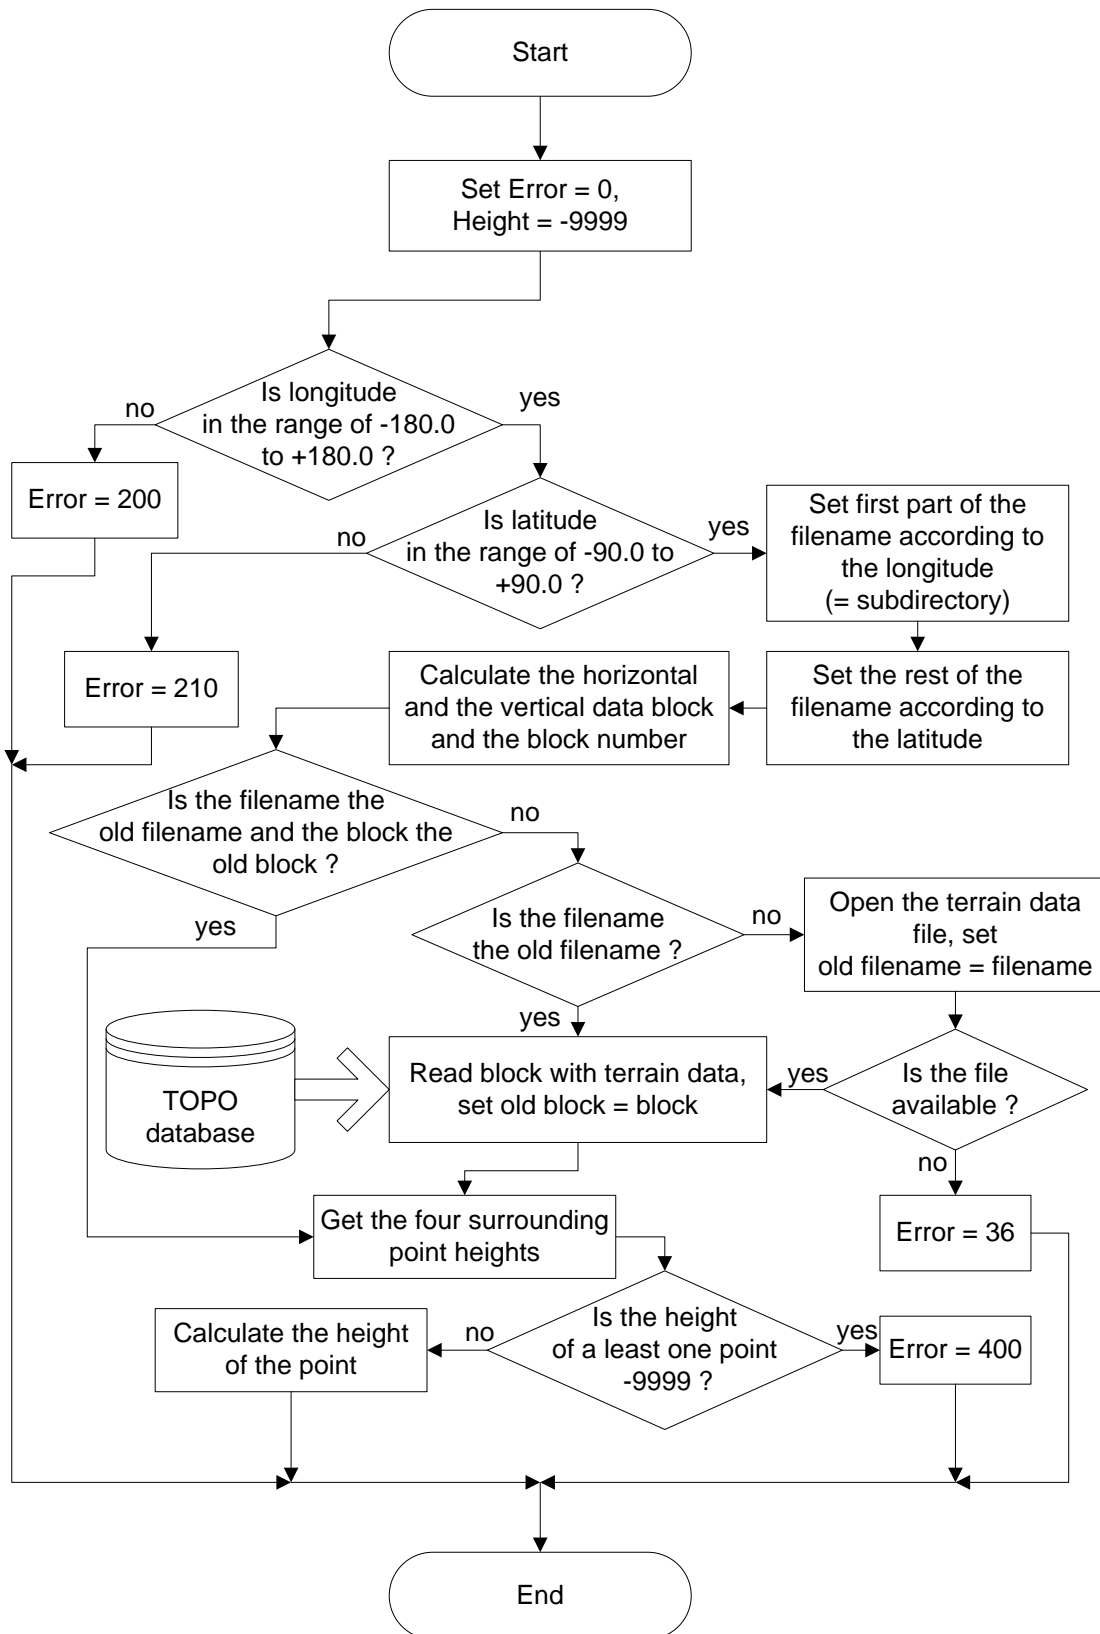 Start
Set Error = 0,
Height = -9999
Is longitude
in the range of -180.0
to +180.0 ?
no
yes
Error = 200
Is latitude
in the range of -90.0 to
+90.0 ?
no
yes
Set first part of the
filename according to
the longitude
(= subdirectory)
Error = 210
Calculate the horizontal
and the vertical data block
and the block number
Set the rest of the
filename according to
the latitude
Is the filename the
old filename and the block the
old block ?
no
yes
Is the filename
the old filename ?
no
Open the terrain data
file, set
old filename = filename
yes
TOPO
database
Read block with terrain data,
set old block = block
yes
Is the file
available ?
no
Get the four surrounding
point heights
Error = 36
Calculate the height
of the point
no
Is the height
of a least one point
-9999 ?
yes
Error = 400
End